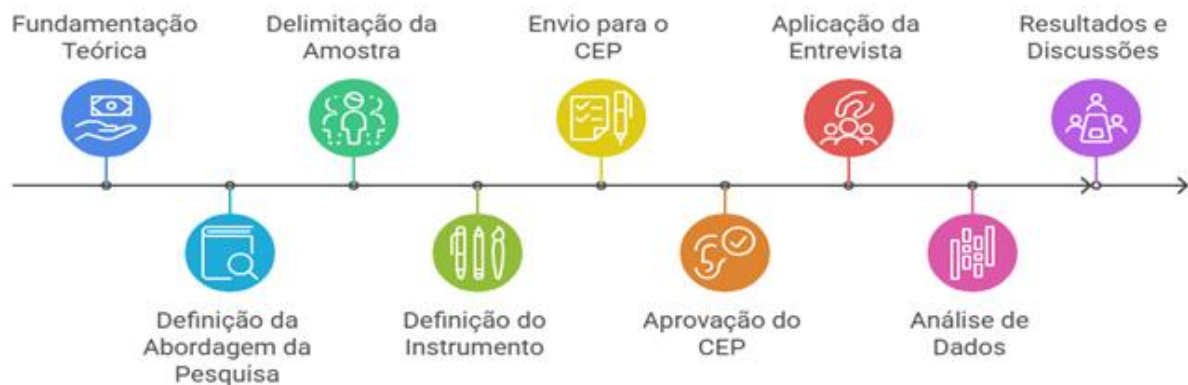 Fundamentação
Teórica
Delimitação da
Amostra
Envio para o
CEP
Aplicação da
Entrevista
Resultados e
Discussões
Definição da
Abordagem da
Pesquisa
Definição do
Instrumento
Aprovação do
CEP
Análise de
Dados